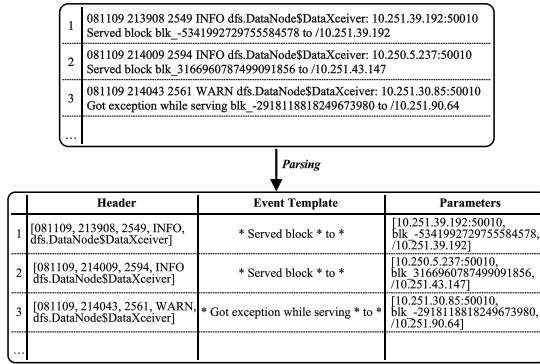 1 081109 213908 2549 INFO dfs.DataNode$DataXceiver: 10.251.39.192:50010
Served block blk_-5341992729755584578 to /10.251.39.192
2 081109 214009 2594 INFO dfs.DataNode$DataXceiver: 10.250.5.237:50010
Served block blk_3166960787499091856 to /10.251.43.147
3 081109 214043 2561 WARN dfs.DataNode$DataXceiver: 10.251.30.85:50010
Got exception while serving blk_-2918118818249673980 to /10.251.90.64
...
Parsing
Header Event Template Parameters
1 [081109, 213908, 2549, INFO, dfs.DataNode$DataXceiver] * Served block * to * [10.251.39.192:50010, blk_-5341992729755584578, /10.251.39.192]
2 [081109, 214009, 2594, INFO dfs.DataNode$DataXceiver] * Served block * to * [10.250.5.237:50010, blk_3166960787499091856, /10.251.43.147]
3 [081109, 214043, 2561, WARN, dfs.DataNode$DataXceiver] * Got exception while serving * to * [10.251.30.85:50010, blk_-2918118818249673980, /10.251.90.64]
...